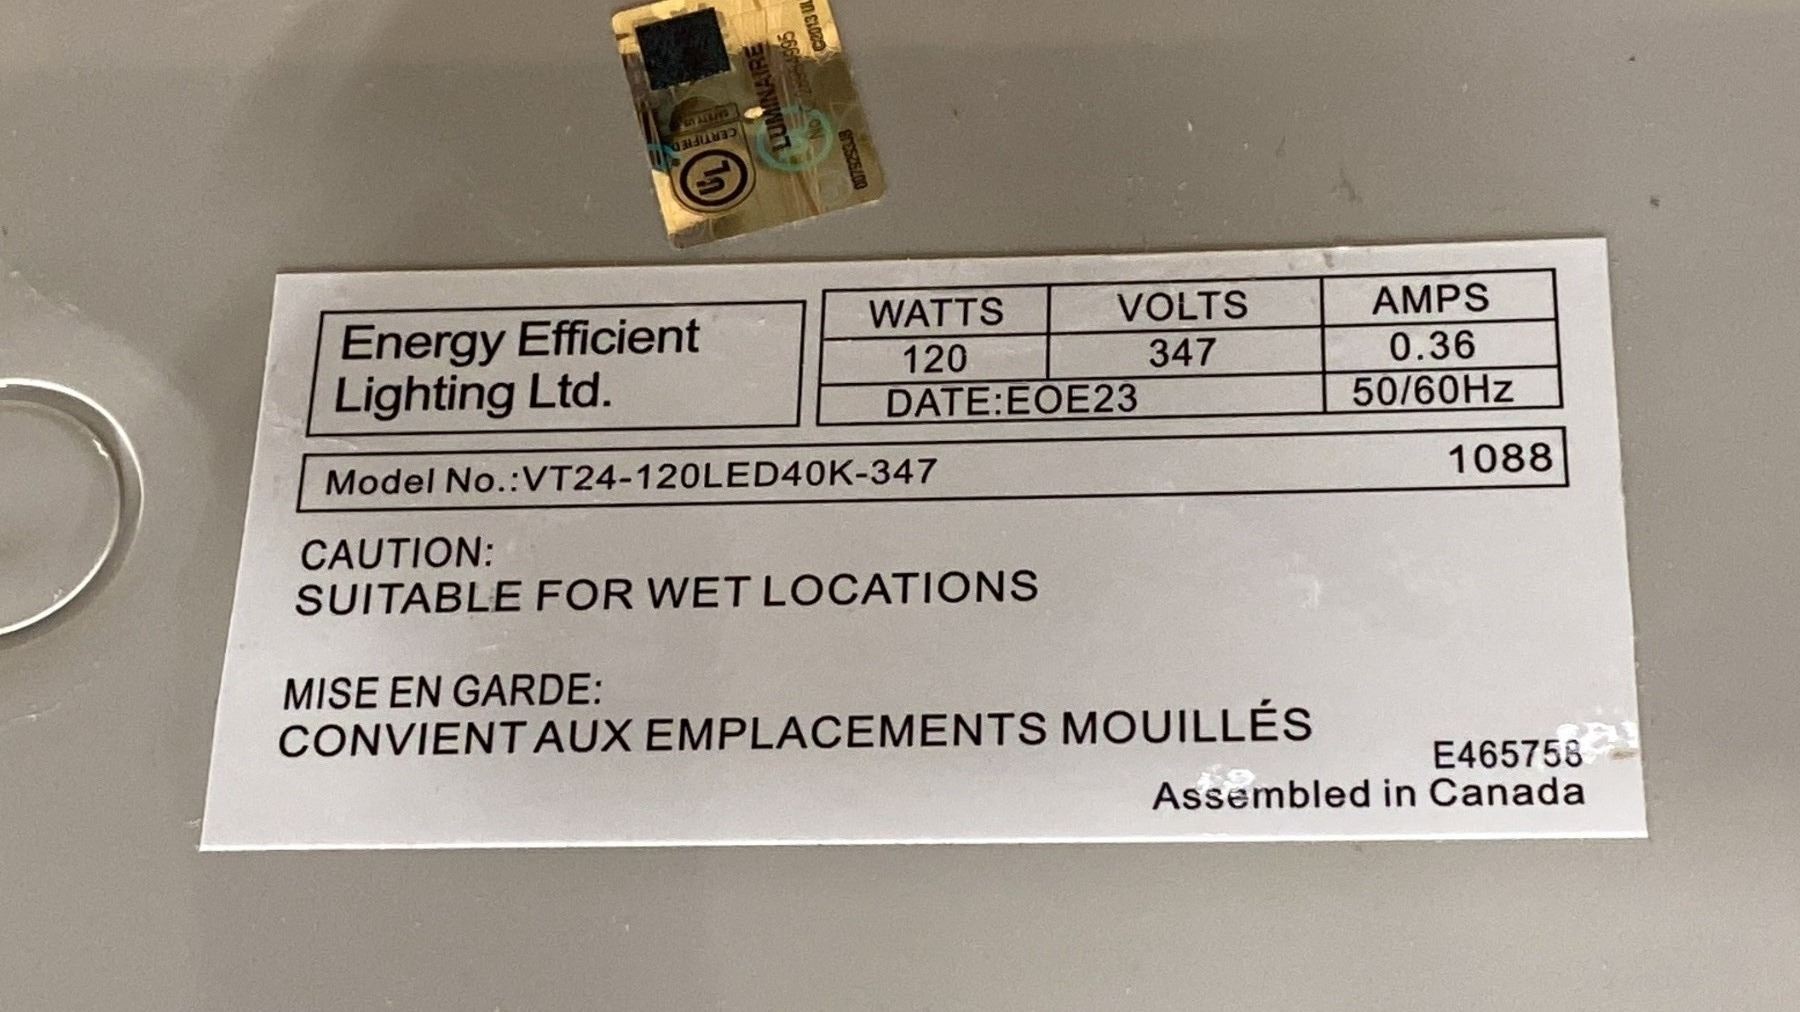 LUMINAIRE
CERTIFIED
UL
Energy Efficient
Lighting Ltd.
WATTS VOLTS AMPS
120 347 0.36
DATE:EOE23 50/60Hz
Model No.:VT24-120LED40K-347 1088
CAUTION:
SUITABLE FOR WET LOCATIONS
MISE EN GARDE:
CONVIENT AUX EMPLACEMENTS MOUILLÉS
E465758
Assembled in Canada